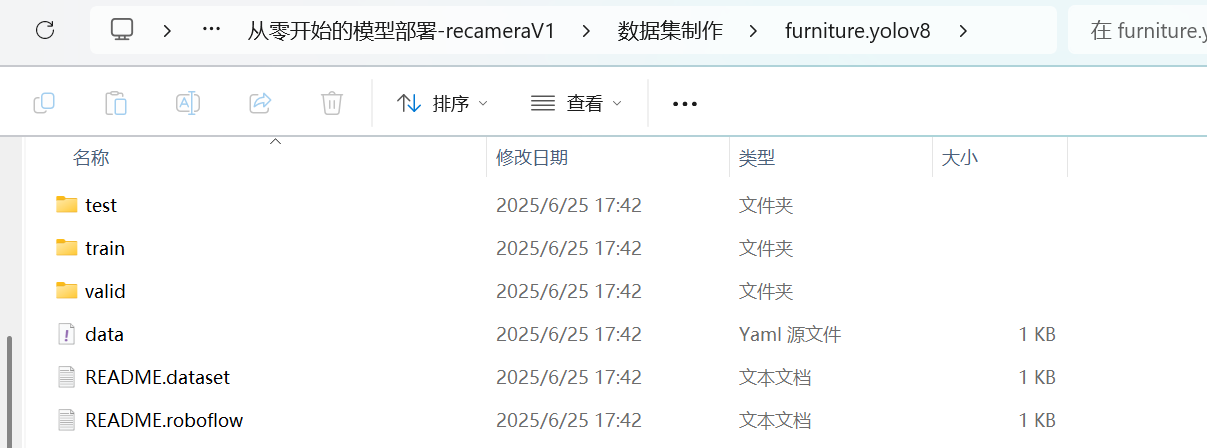 … 从零开始的模型部署-recameraV1 > 数据集制作 > furniture.yolov8 > 在 furniture.y
排序 查看
名称 修改日期 类型 大小
test 2025/6/25 17:42 文件夹
train 2025/6/25 17:42 文件夹
valid 2025/6/25 17:42 文件夹
data 2025/6/25 17:42 Yaml 源文件 1 KB
README.dataset 2025/6/25 17:42 文本文档 1 KB
README.roboflow 2025/6/25 17:42 文本文档 1 KB